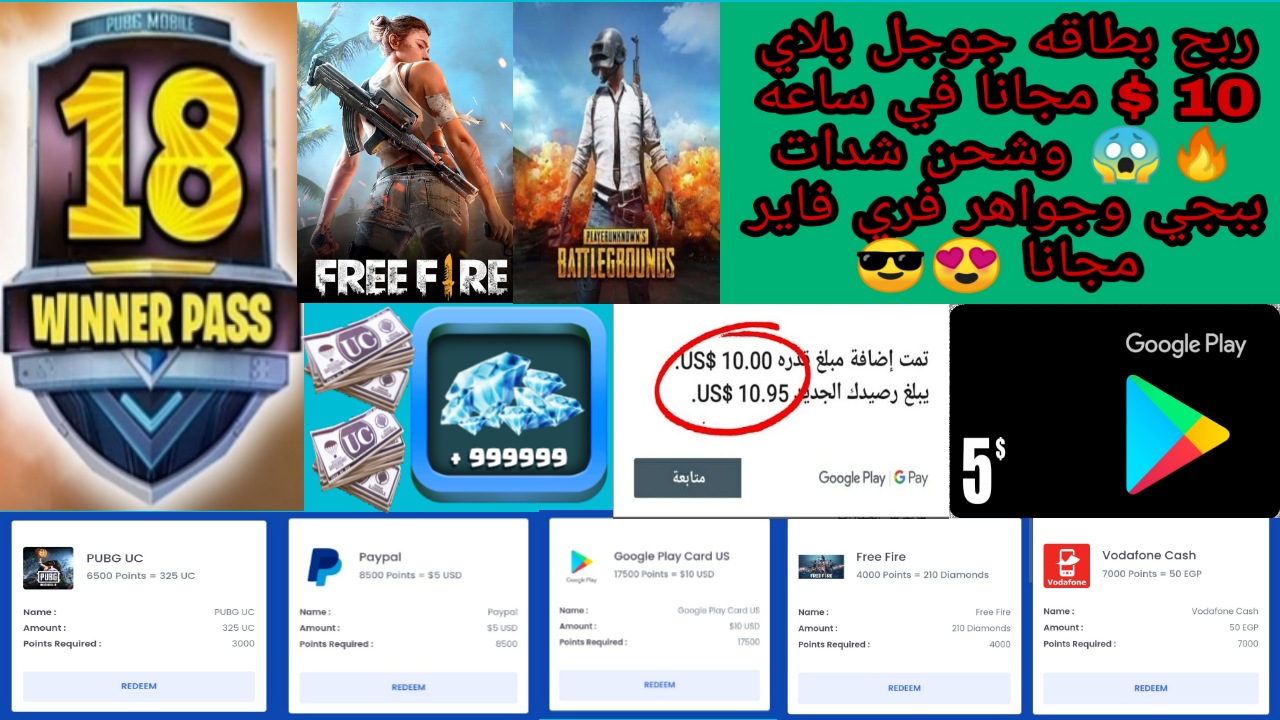 PUBG MOBILE
18
WINNER PASS
FREE FIRE
PLAYERUNKNOWN'S
BATTLEGROUNDS
ربح بطاقه جوجل بلاي
10 $ مجانا في ساعه
🔥😱 وشحن شدات
ببجي وجواهر فري فاير
مجانا 😍😎
UC
UC
+ 999999
تمت إضافة مبلغ قدره US$ 10.00.
يبلغ رصيدك الجديد US$ 10.95.
متابعة
Google Play | G Pay
Google Play
5$
PUBG UC
6500 Points = 325 UC
Name : PUBG UC
Amount : 325 UC
Points Required : 3000
REDEEM
Paypal
8500 Points = $5 USD
Name : Paypal
Amount : $5 USD
Points Required : 8500
REDEEM
Google Play
Google Play Card US
17500 Points = $10 USD
Name : Google Play Card US
Amount : $10 USD
Points Required : 17500
REDEEM
FREE FIRE
Free Fire
4000 Points = 210 Diamonds
Name : Free Fire
Amount : 210 Diamonds
Points Required : 4000
REDEEM
Vodafone
Vodafone Cash
7000 Points = 50 EGP
Name : Vodafone Cash
Amount : 50 EGP
Points Required : 7000
REDEEM